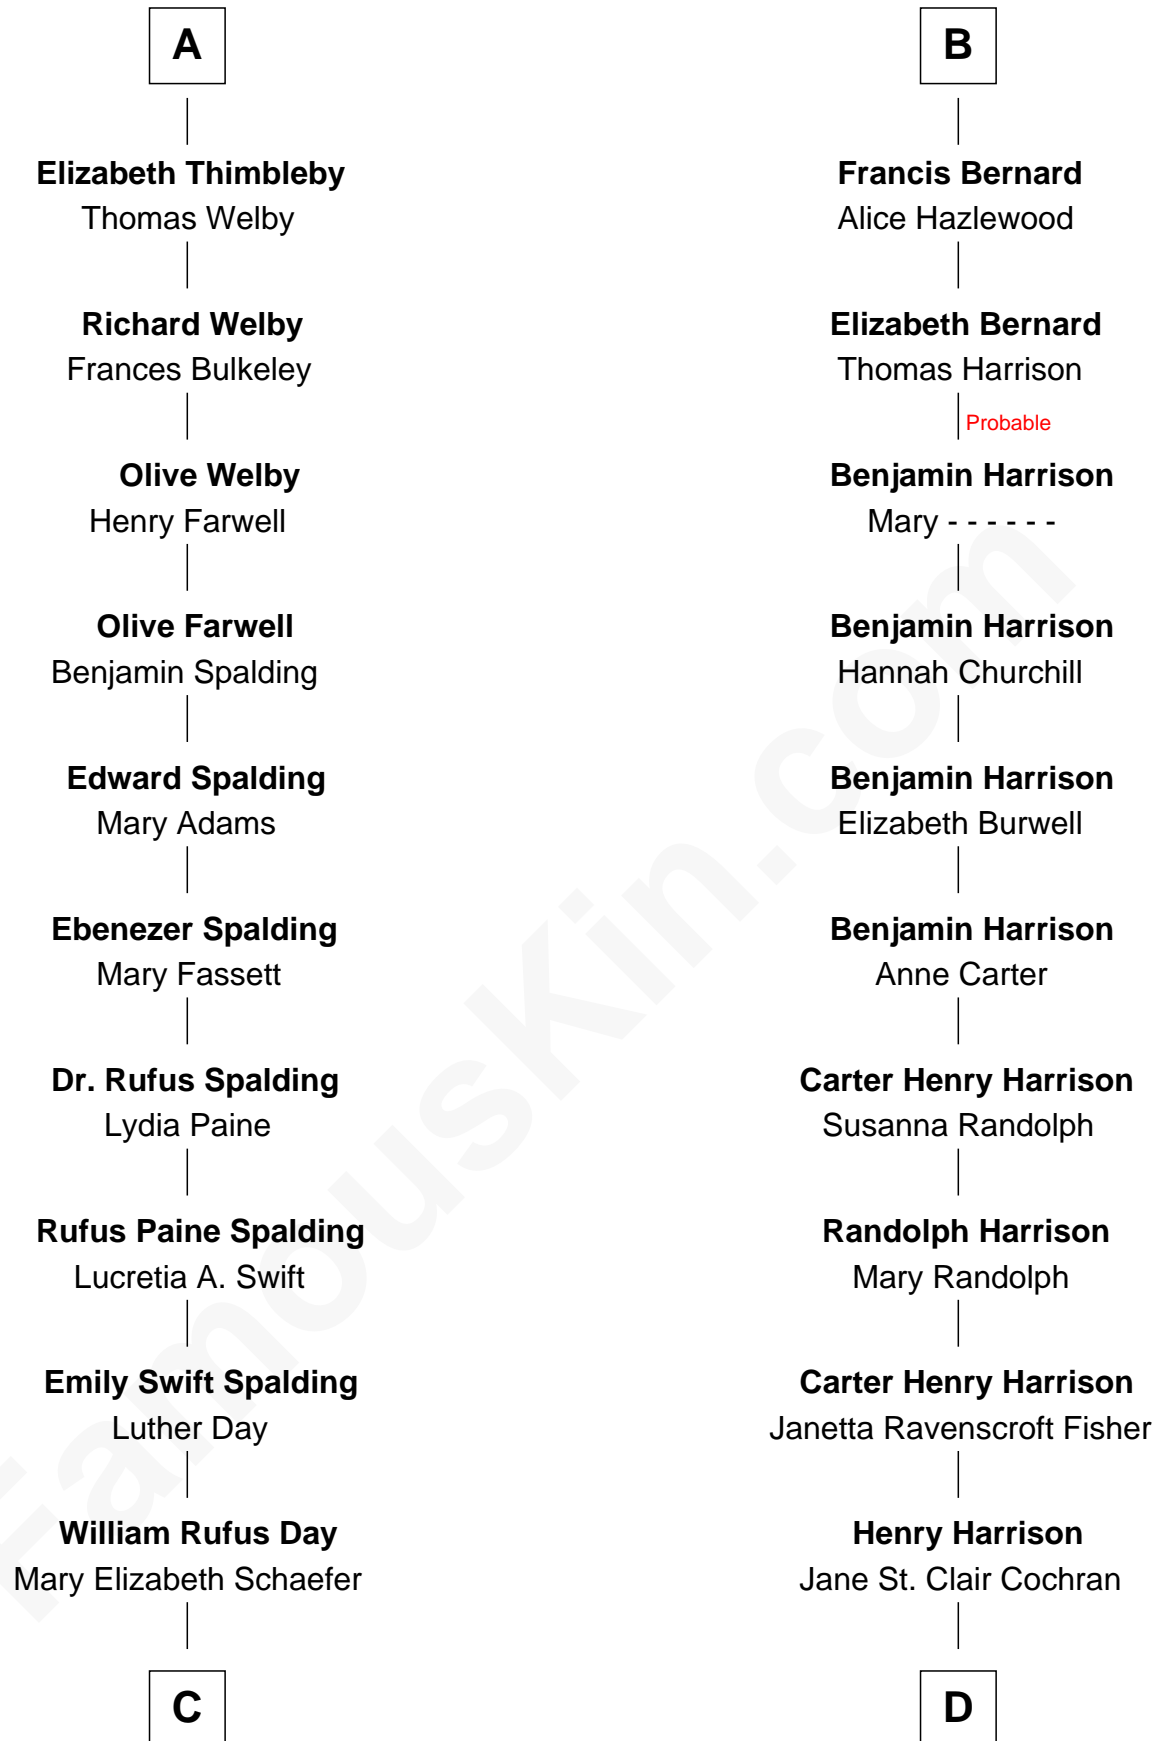 A
Elizabeth Thimbleby
Thomas Welby
Richard Welby
Frances Bulkeley
Olive Welby
Henry Farwell
Olive Farwell
Benjamin Spalding
Edward Spalding
Mary Adams
Ebenezer Spalding
Mary Fassett
Dr. Rufus Spalding
Lydia Paine
Rufus Paine Spalding
Lucretia A. Swift
Emily Swift Spalding
Luther Day
William Rufus Day
Mary Elizabeth Schaefer
C
B
Francis Bernard
Alice Hazlewood
Elizabeth Bernard
Thomas Harrison
Probable
Benjamin Harrison
Mary - - - - - -
Benjamin Harrison
Hannah Churchill
Benjamin Harrison
Elizabeth Burwell
Benjamin Harrison
Anne Carter
Carter Henry Harrison
Susanna Randolph
Randolph Harrison
Mary Randolph
Carter Henry Harrison
Janetta Ravenscroft Fisher
Henry Harrison
Jane St. Clair Cochran
D
FamousKin.com